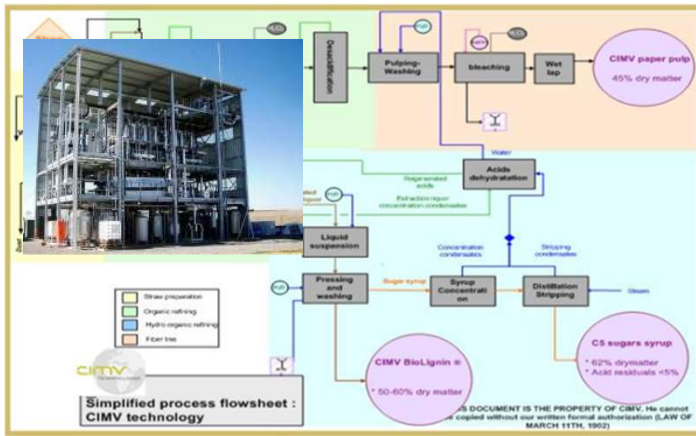 Desacidification
Pulping-
Washing
bleaching
Wet
lap
CIMV paper pulp
45% dry matter
Water
Acids
dehydratation
Regenerated
acids
Extraction liquor
concentration condensates
Liquid
suspension
Concentration
condensates
Stripping
condensates
Pressing
and
washing
Sugar syrup
Syrup
Concentrati
on
Distillation
Stripping
Steam
Straw preparation
Organic refining
Hydro organic refining
Fiber line
CIMV BioLignin ®
* 50-60% dry matter
C5 sugars syrup
* 62% drymatter
* Acid residuals <5%
cimv
Simplified process flowsheet :
CIMV technology
S DOCUMENT IS THE PROPERTY OF CIMV. He cannot
be copied without our written formal authorization (LAW OF
MARCH 11TH, 1902)